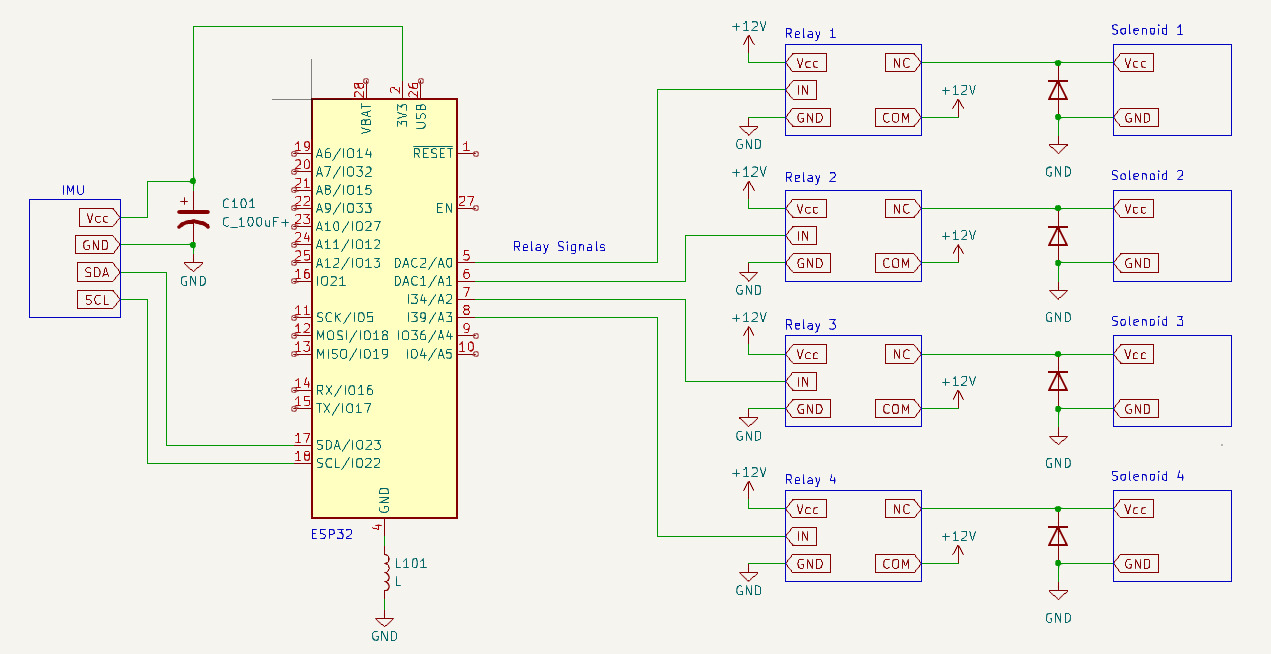 IMU
Vcc
GND
SDA
SCL
+
C101
C_100uF+
GND
28
VBAT
2
3V3
26
USB
19 A6/IO14
20 A7/IO32
21 A8/IO15
22 A9/IO33
23 A10/IO27
24 A11/IO12
25 A12/IO13
16 IO21
11 SCK/IO5
12 MOSI/IO18
13 MISO/IO19
14 RX/IO16
15 TX/IO17
17 SDA/IO23
18 SCL/IO22
RESET 1
EN 27
DAC2/A0 5
DAC1/A1 6
I34/A2 7
I39/A3 8
IO36/A4 9
IO4/A5 10
GND
4
ESP32
L101
L
GND
Relay Signals
+12V
Relay 1
Vcc
NC
IN
+12V
GND
COM
GND
Solenoid 1
Vcc
GND
GND
+12V
Relay 2
Vcc
NC
IN
+12V
GND
COM
GND
Solenoid 2
Vcc
GND
GND
+12V
Relay 3
Vcc
NC
IN
+12V
GND
COM
GND
Solenoid 3
Vcc
GND
GND
+12V
Relay 4
Vcc
NC
IN
+12V
GND
COM
GND
Solenoid 4
Vcc
GND
GND